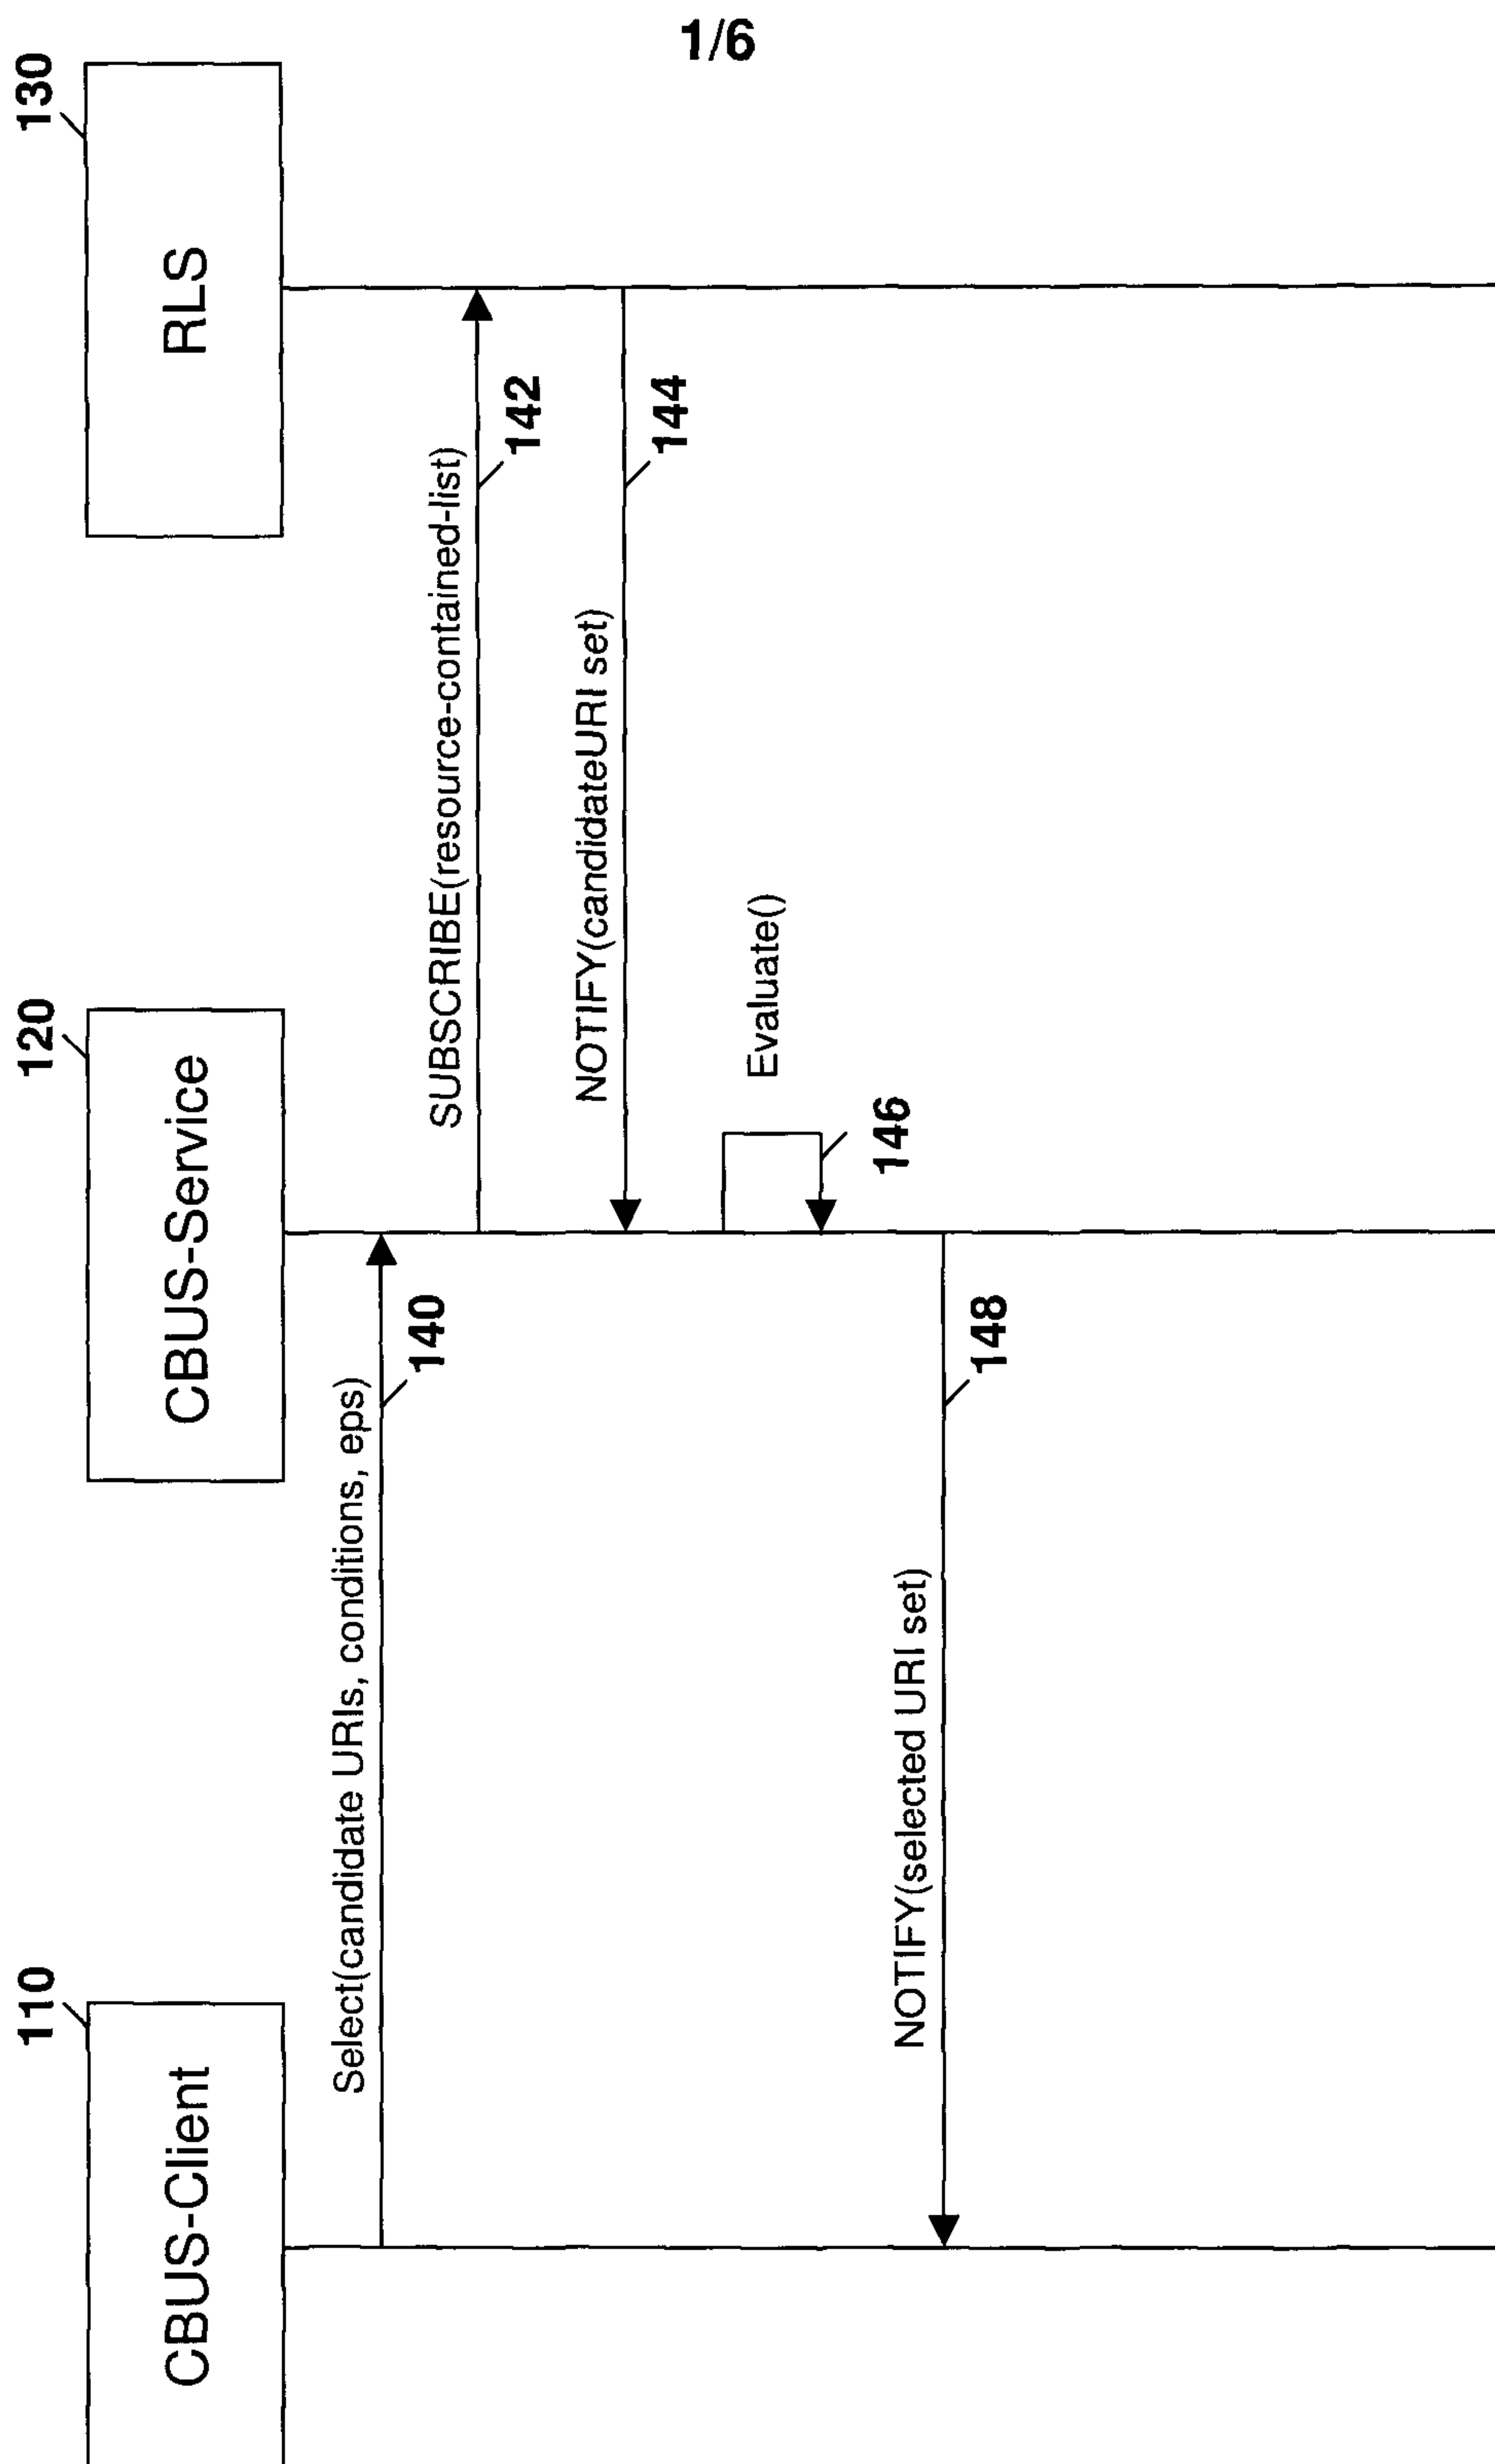 1/6
110
CBUS-Client
120
CBUS-Service
130
RLS
Select(candidate URIs, conditions, eps)
140
SUBSCRIBE(resource-contained-list)
142
NOTIFY(candidateURI set)
144
Evaluate()
146
NOTIFY(selected URI set)
148